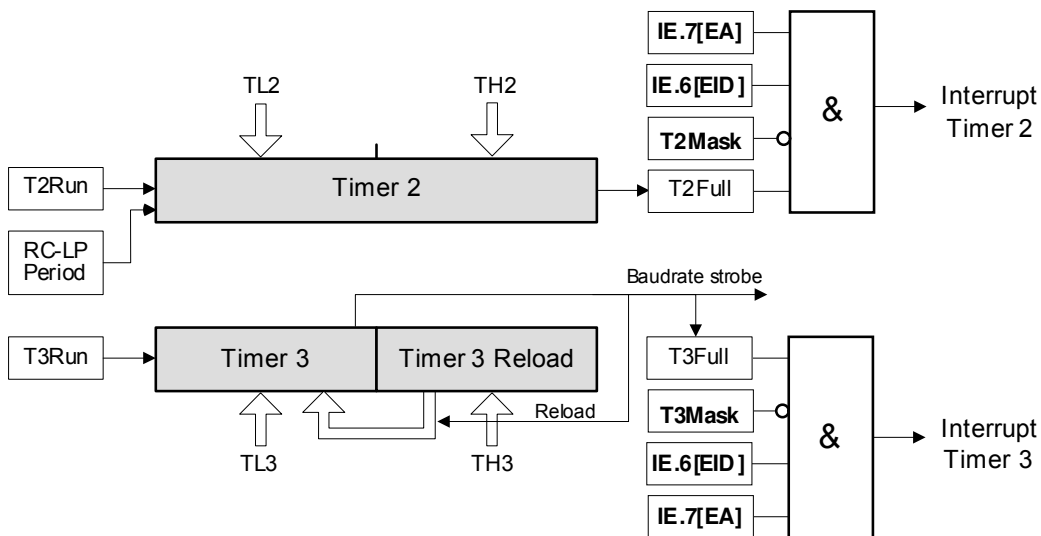 IE.7[EA]
TL2
TH2
IE.6[EID]
&
Interrupt
Timer 2
T2Mask
T2Run
Timer 2
T2Full
RC-LP
Period
Baudrate strobe
T3Run
Timer 3
Timer 3 Reload
T3Full
Reload
T3Mask
TL3
TH3
&
Interrupt
Timer 3
IE.6[EID]
IE.7[EA]